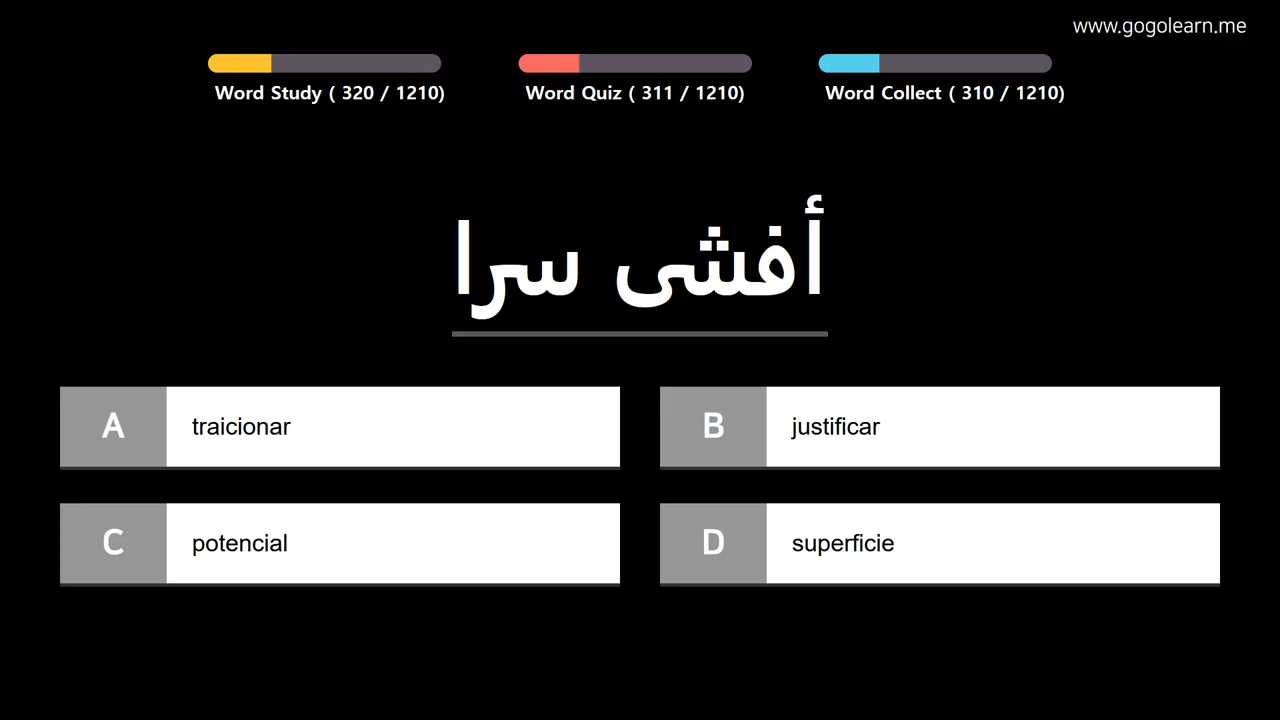 www.gogolearn.me
Word Study ( 320 / 1210)
Word Quiz ( 311 / 1210)
Word Collect ( 310 / 1210)
أفشى سرا
A traicionar
B justificar
C potencial
D superficie